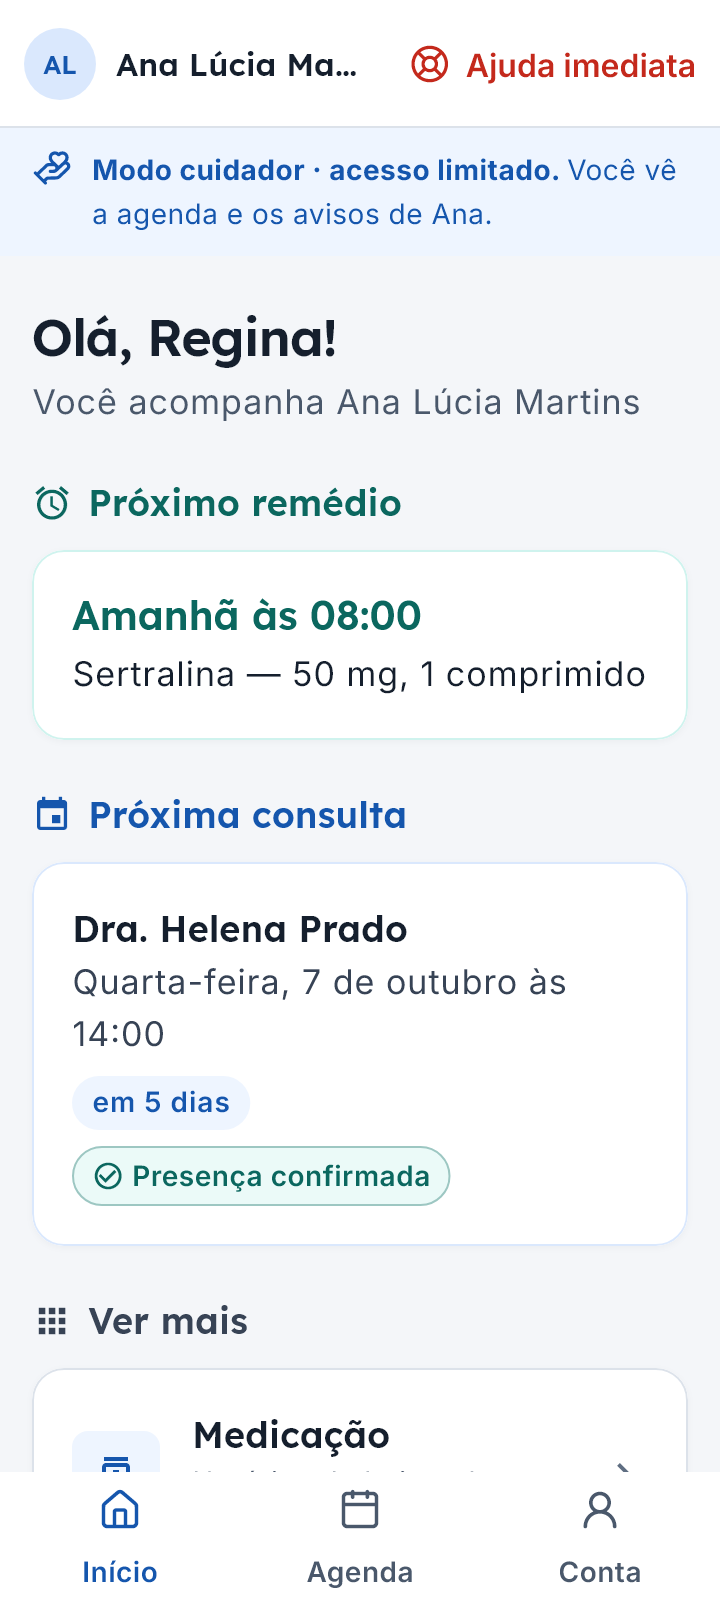 AL
Ana Lúcia Ma...
Ajuda imediata
Modo cuidador · acesso limitado. Você vê
a agenda e os avisos de Ana.
Olá, Regina!
Você acompanha Ana Lúcia Martins
Próximo remédio
Amanhã às 08:00
Sertralina — 50 mg, 1 comprimido
Próxima consulta
Dra. Helena Prado
Quarta-feira, 7 de outubro às
14:00
em 5 dias
Presença confirmada
Ver mais
Medicação
Início
Agenda
Conta